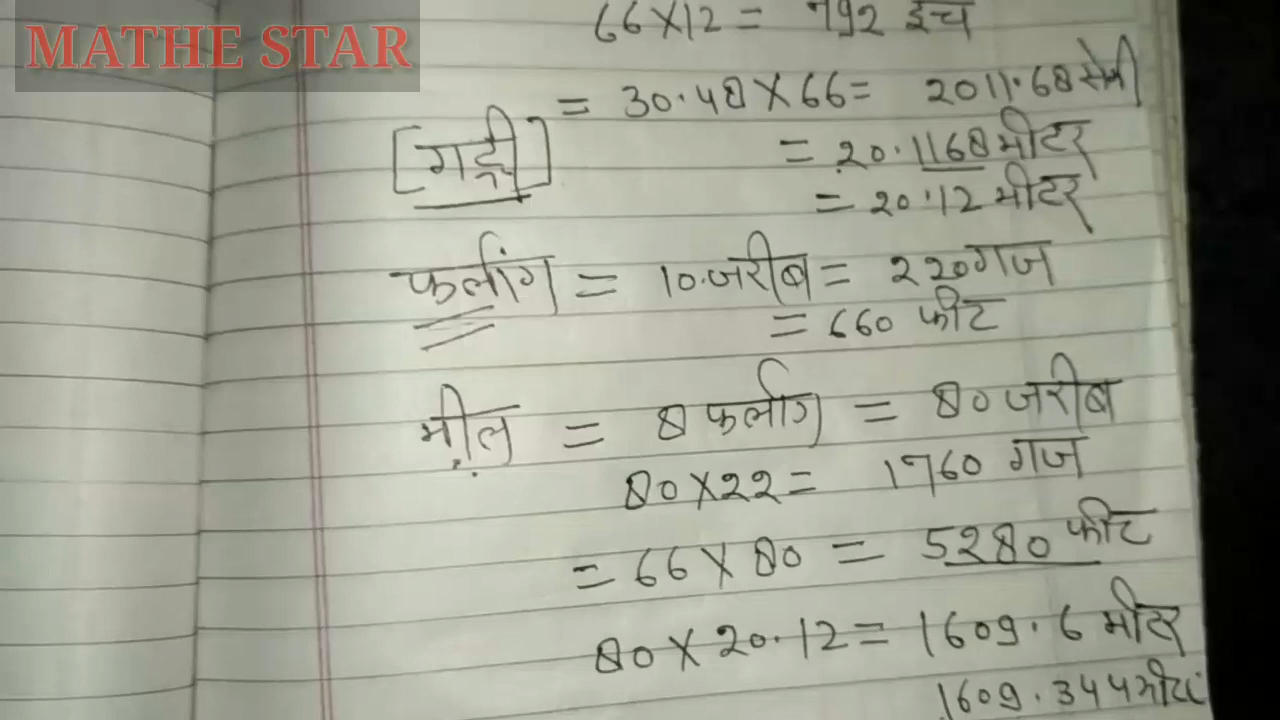 MATHE STAR
66×12 = 792 इंच
= 30.48×66 = 2011.68 सेमी
[गट्ठा]
= 20.1168 मीटर
= 20.12 मीटर
फर्लांग = 10.जरीब = 220 गज
= 660 फीट
मील = 8 फर्लांग = 80 जरीब
80×22 = 1760 गज
= 66×80 = 5280 फीट
80×20.12 = 1609.6 मीटर
1609.344 मीटर